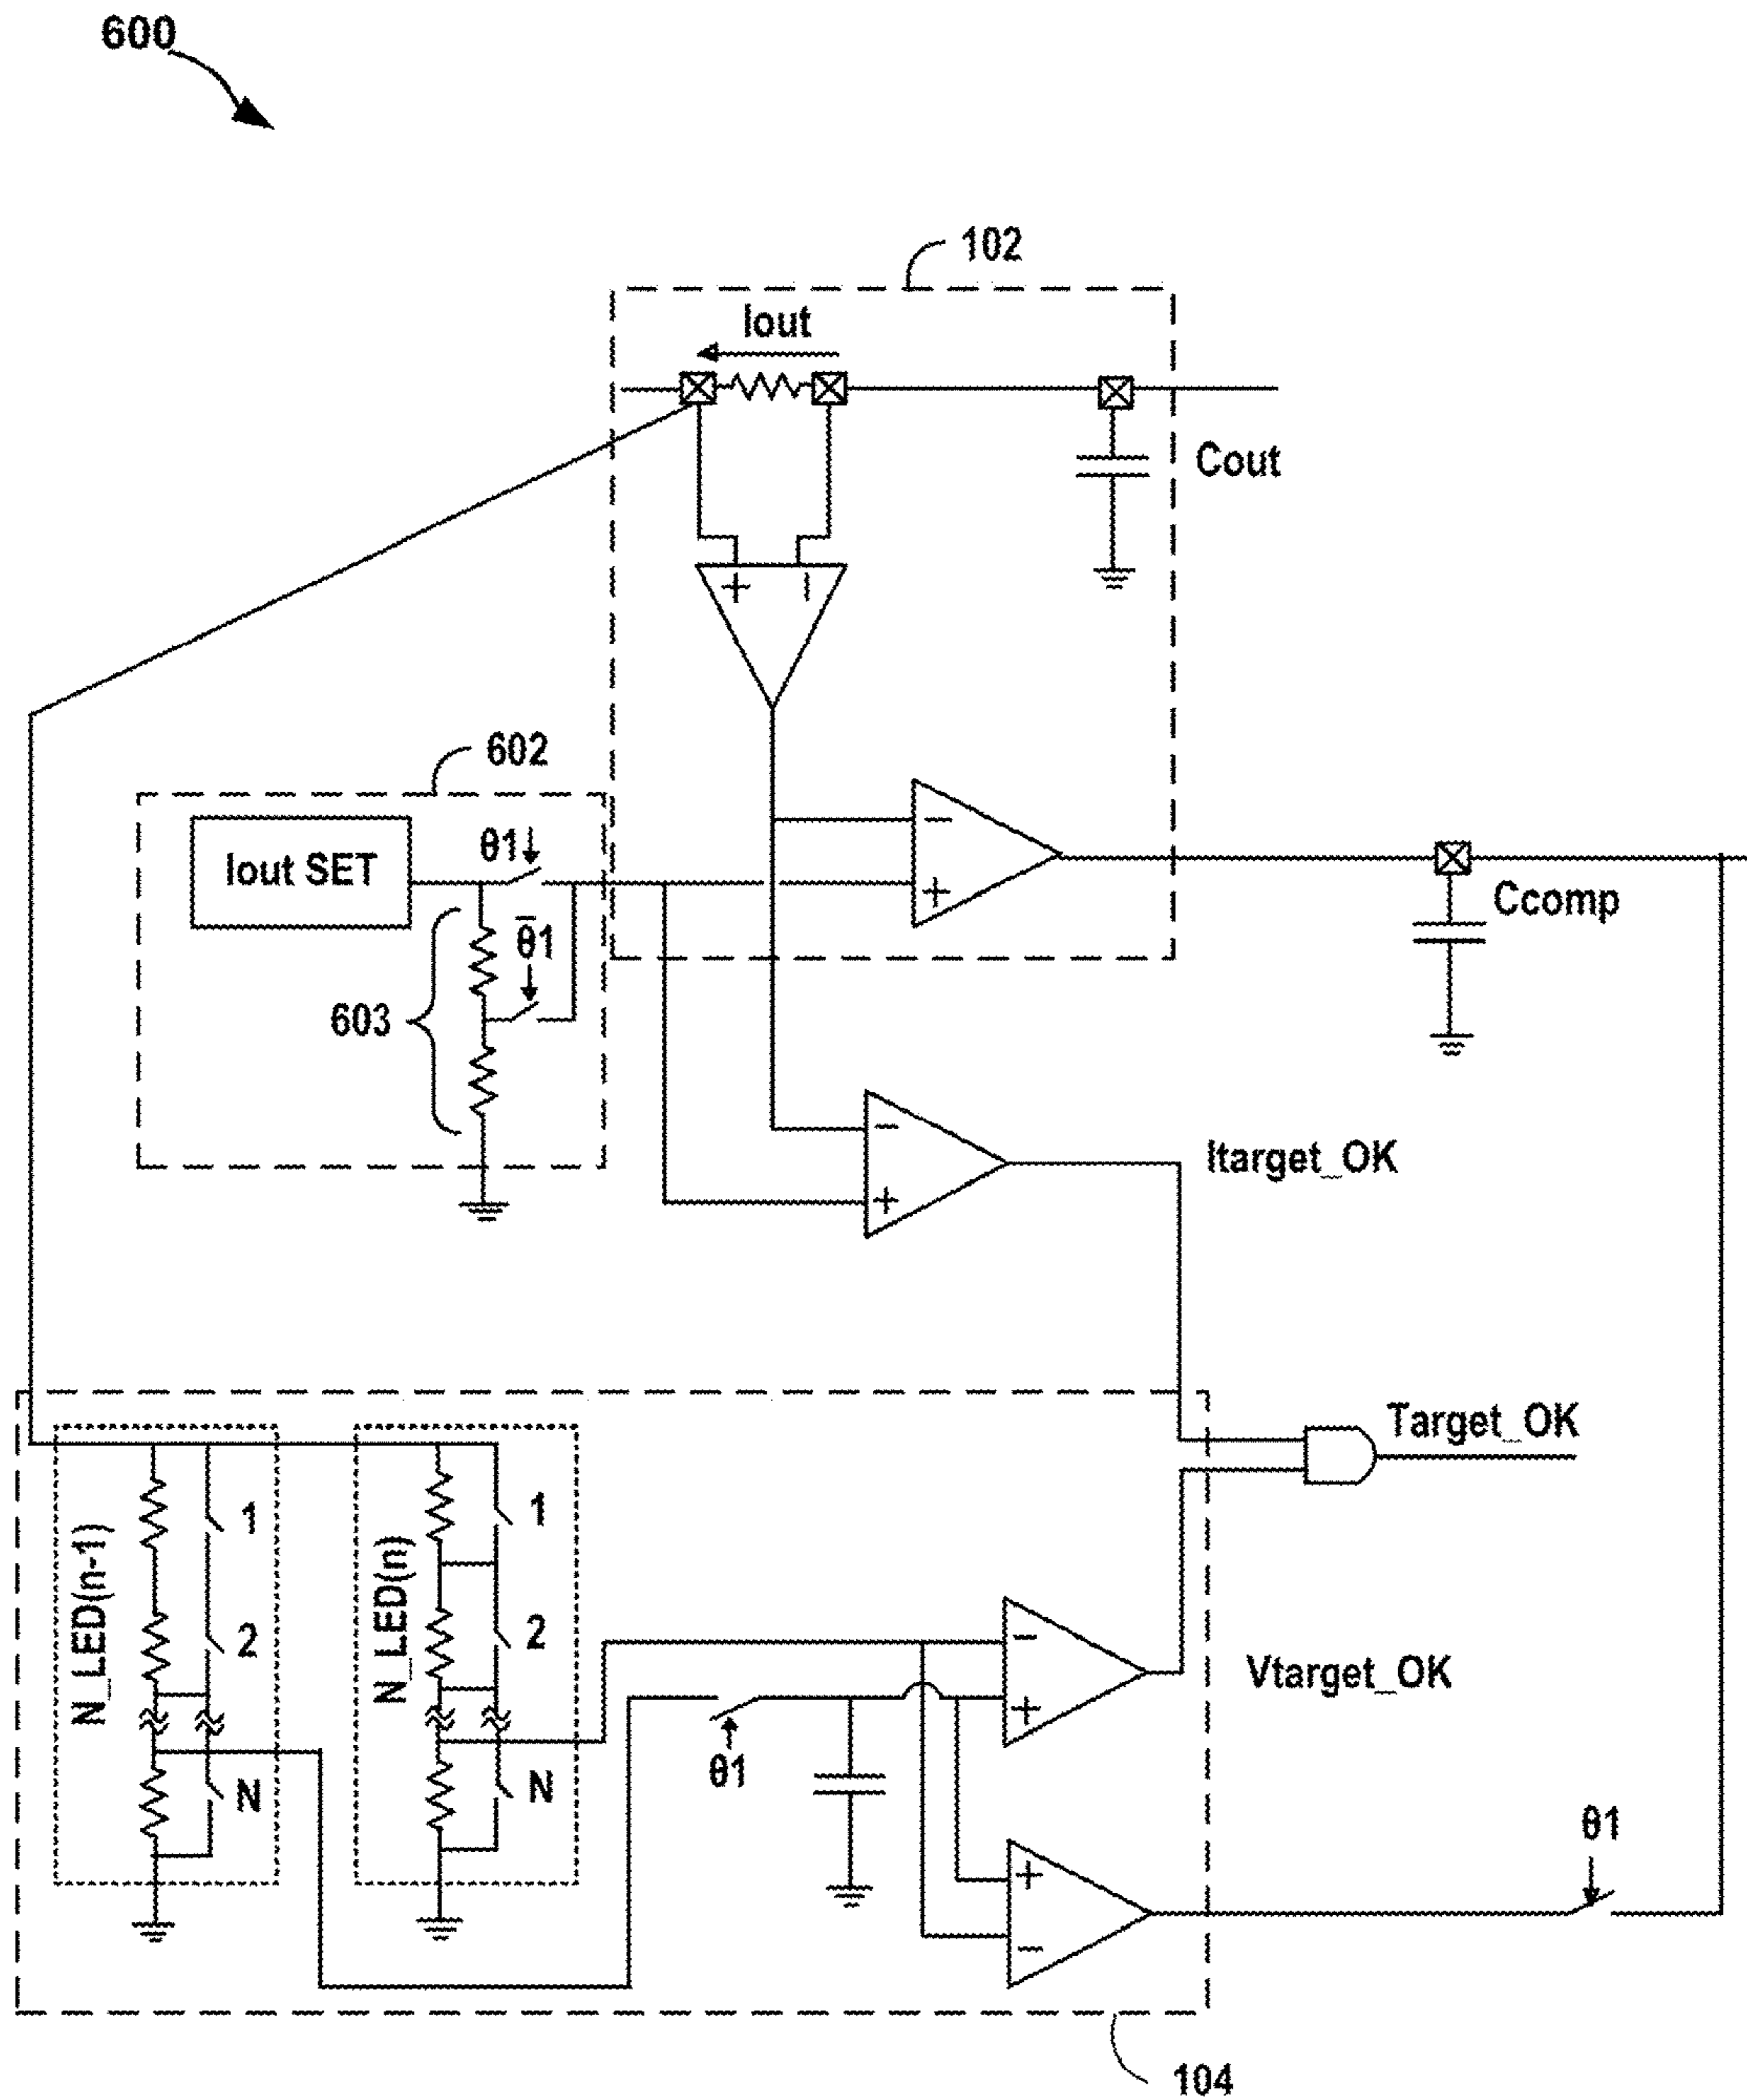 600
102
Iout
Cout
602
Iout SET
θ1
θ̅1
603
−
+
Ccomp
Itarget_OK
Target_OK
N_LED(n-1)
1
2
N
N_LED(n)
1
2
N
θ1
Vtarget_OK
θ1
104